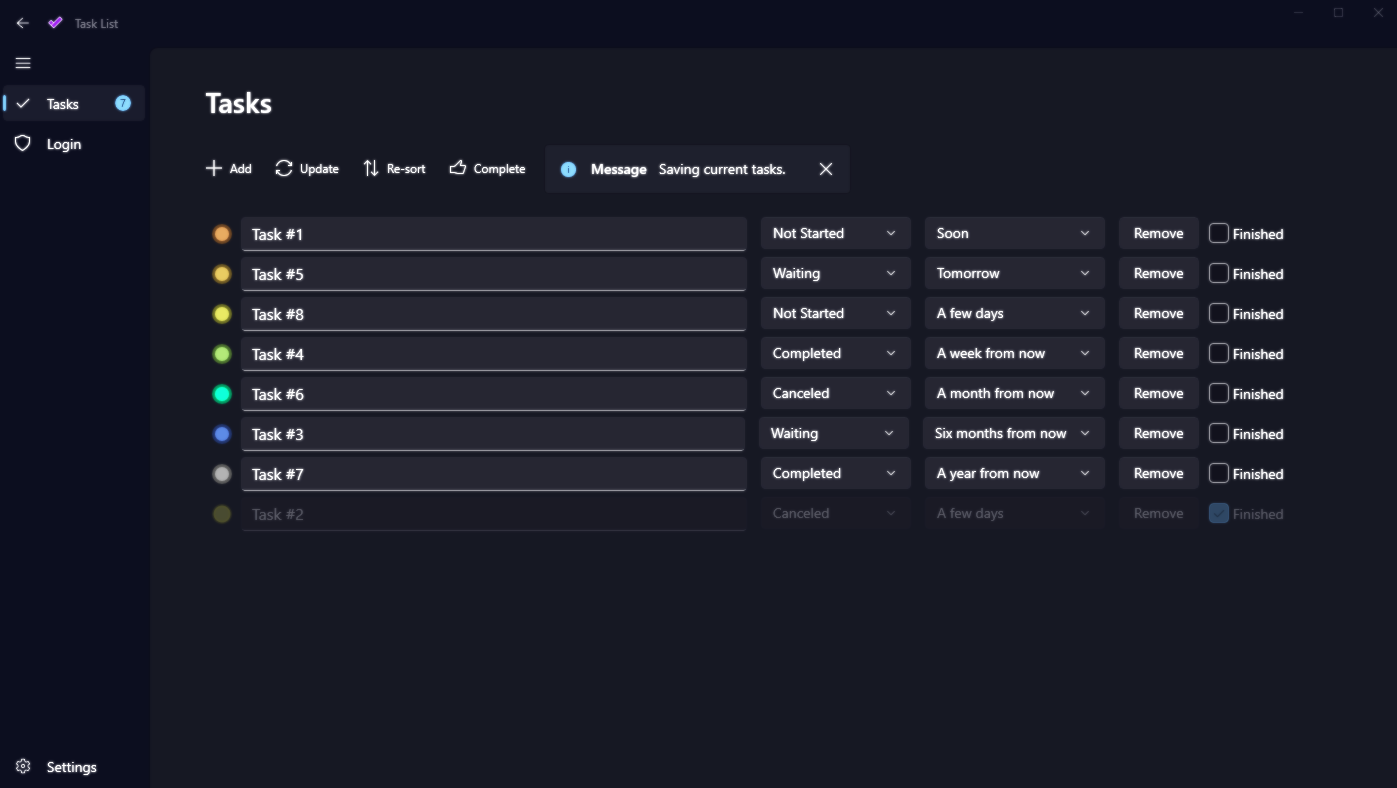 Task List
Tasks 7
Login
Settings
Tasks
Add Update Re-sort Complete Message Saving current tasks.
Task #1 Not Started Soon Remove Finished
Task #5 Waiting Tomorrow Remove Finished
Task #8 Not Started A few days Remove Finished
Task #4 Completed A week from now Remove Finished
Task #6 Canceled A month from now Remove Finished
Task #3 Waiting Six months from now Remove Finished
Task #7 Completed A year from now Remove Finished
Task #2 Canceled A few days Remove Finished